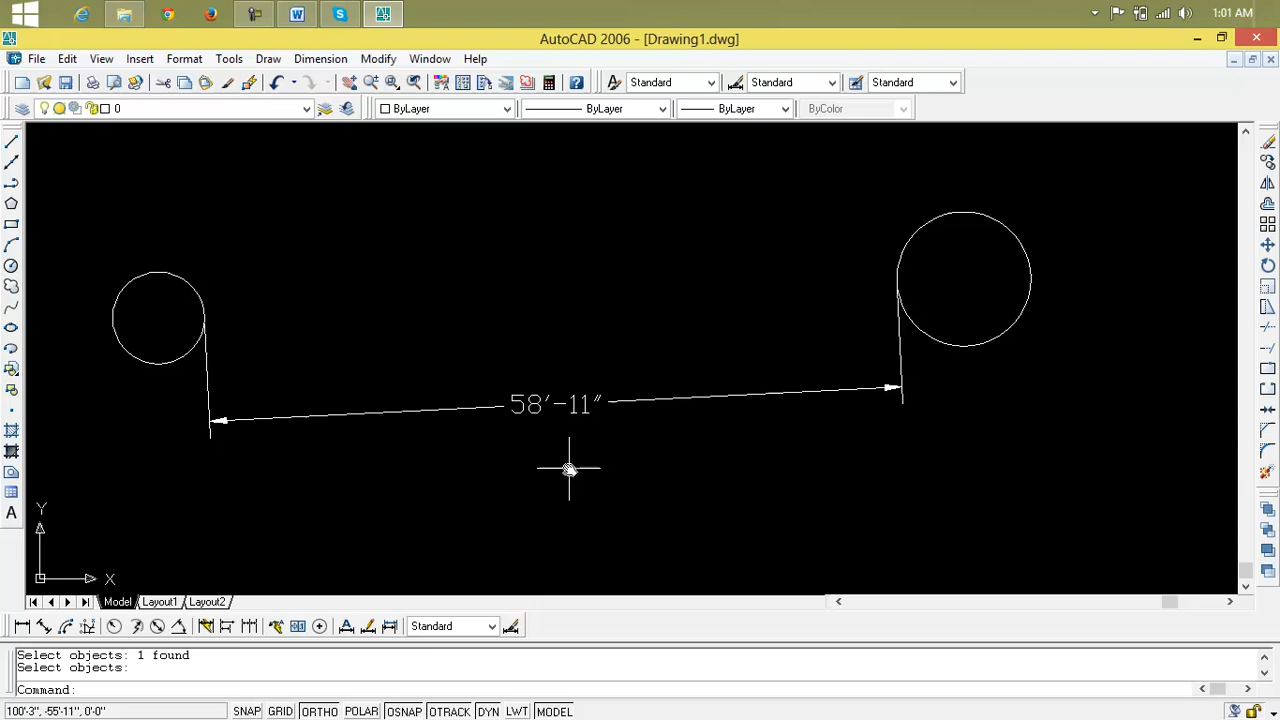 1:01 AM
AutoCAD 2006 - [Drawing1.dwg]
File Edit View Insert Format Tools Draw Dimension Modify Window Help
Standard Standard Standard
0 ByLayer ByLayer ByLayer ByColor
58'-11"
Y
X
A
Model Layout1 Layout2
Standard
Select objects: 1 found
Select objects:
Command:
100'-3", -55'-11", 0'-0" SNAP GRID ORTHO POLAR OSNAP OTRACK DYN LWT MODEL